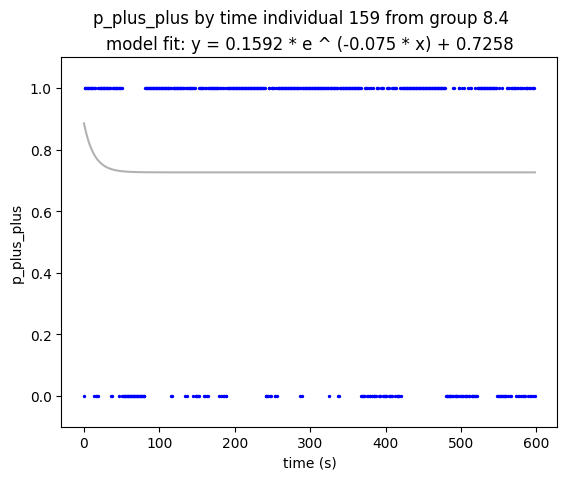 p_plus_plus by time individual 159 from group 8.4
model fit: y = 0.1592 * e ^ (-0.075 * x) + 0.7258
1.0
0.8
0.6
0.4
0.2
0.0
p_plus_plus
0 100 200 300 400 500 600
time (s)